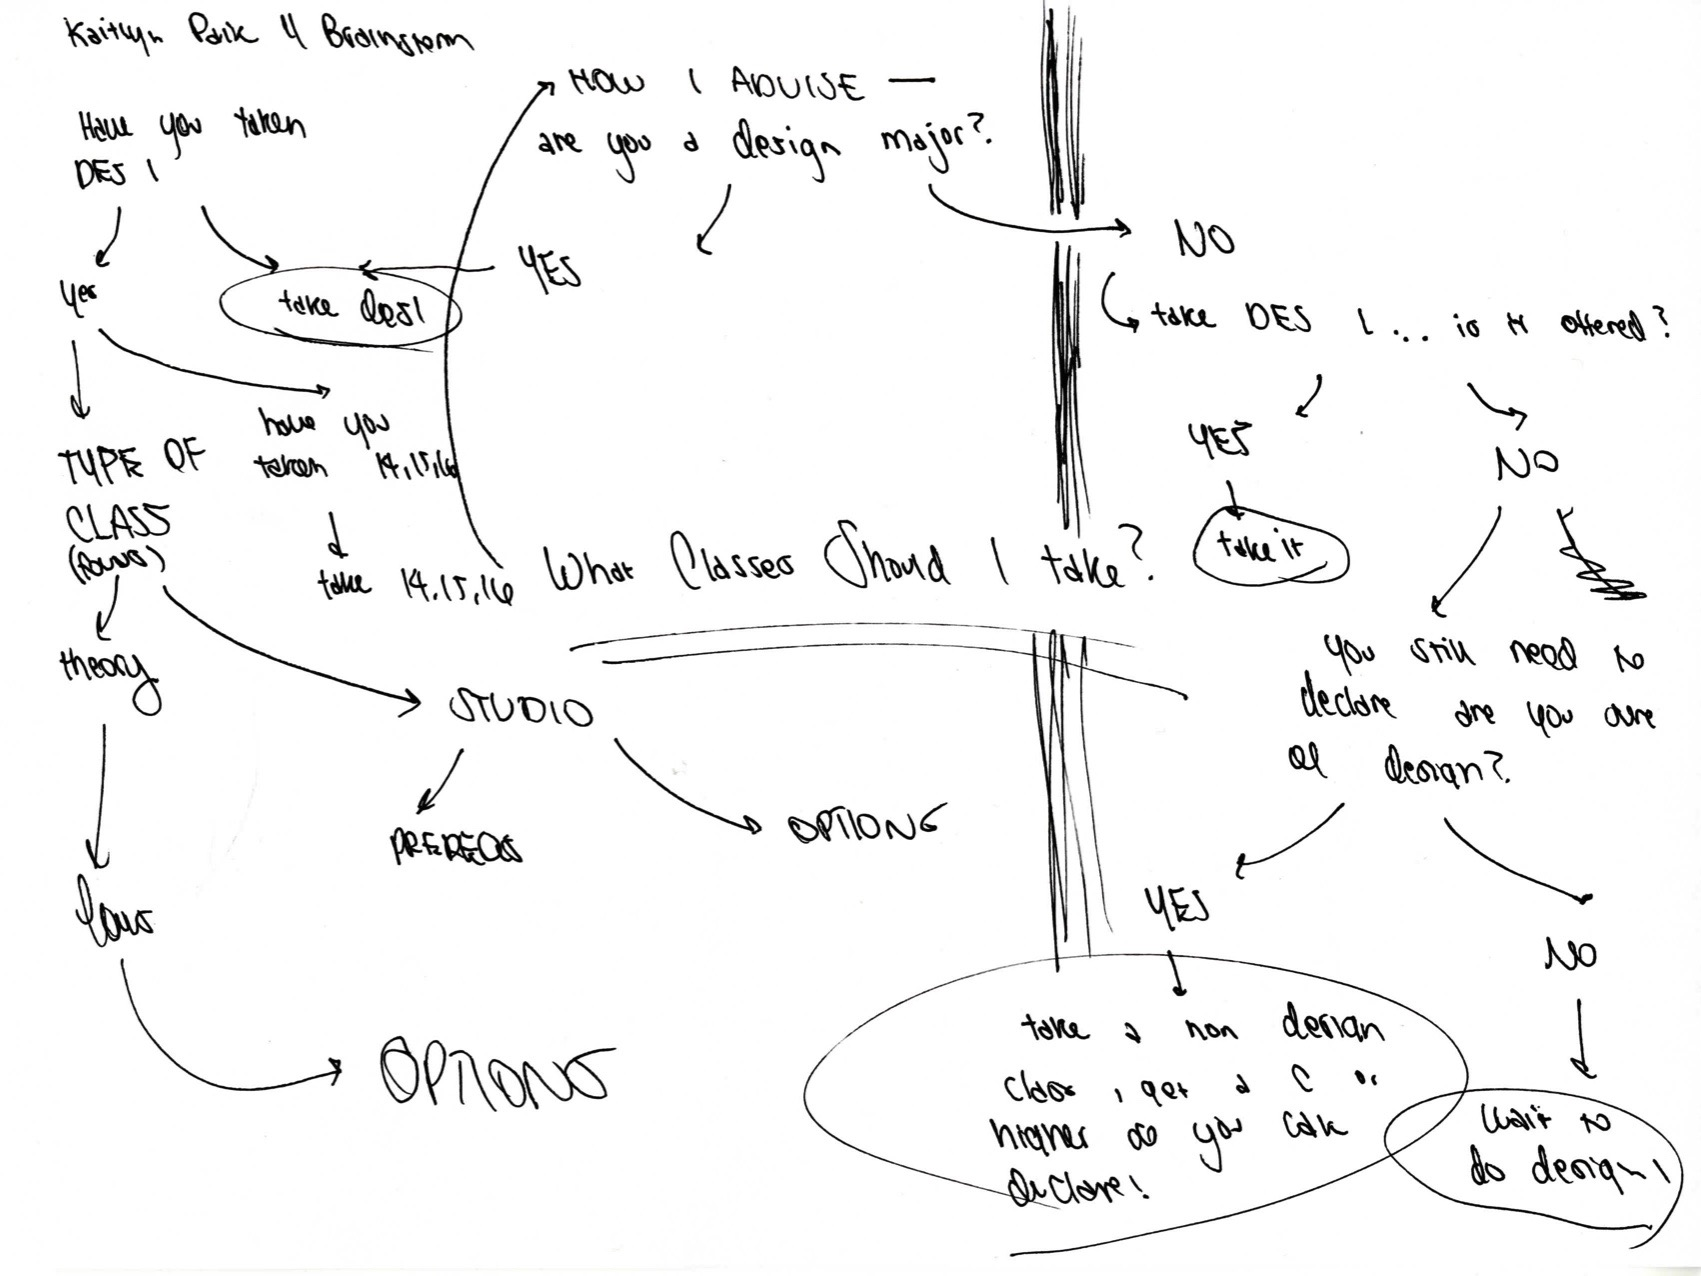 Kaitlyn Park 4 Brainstorm
HOW I ADVISE —
are you a design major?
Have you taken
DES 1
YES
NO
yes
take des1
take DES 1... is it offered?
have you
taken 14,15,16
TYPE OF
CLASS
take 14,15,16
YES
NO
take it
What Classes Should I take?
theory
STUDIO
you still need to
declare are you sure
of design?
PREREQS
OPTIONS
YES
NO
OPTIONS
take a non design
class, get a C or
higher so you can
declare!
wait to
do design!